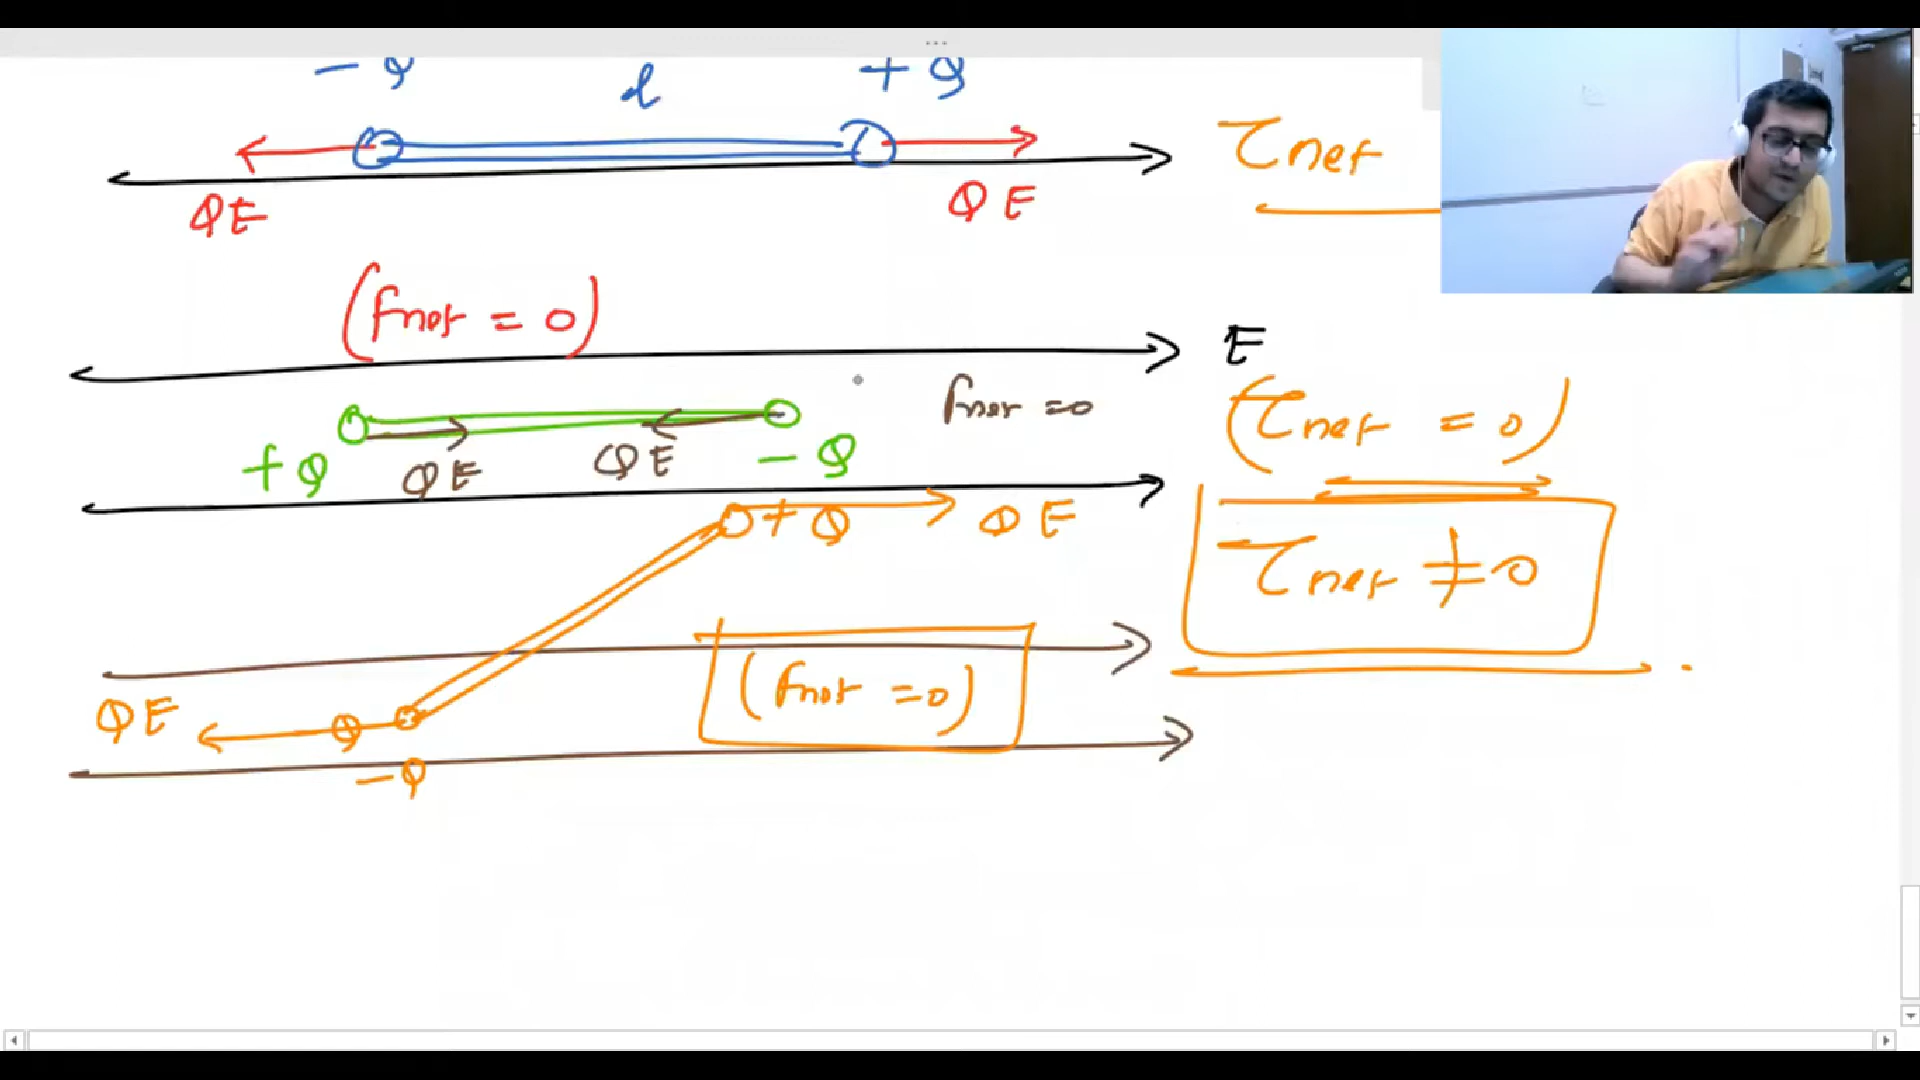 - Q d + Q
τnet
QE QE
(fnet = 0)
E
fnet = 0
(τnet = 0)
+ Q QE QE - Q
+ Q QE
τnet ≠ 0
(fnet = 0)
QE
- Q